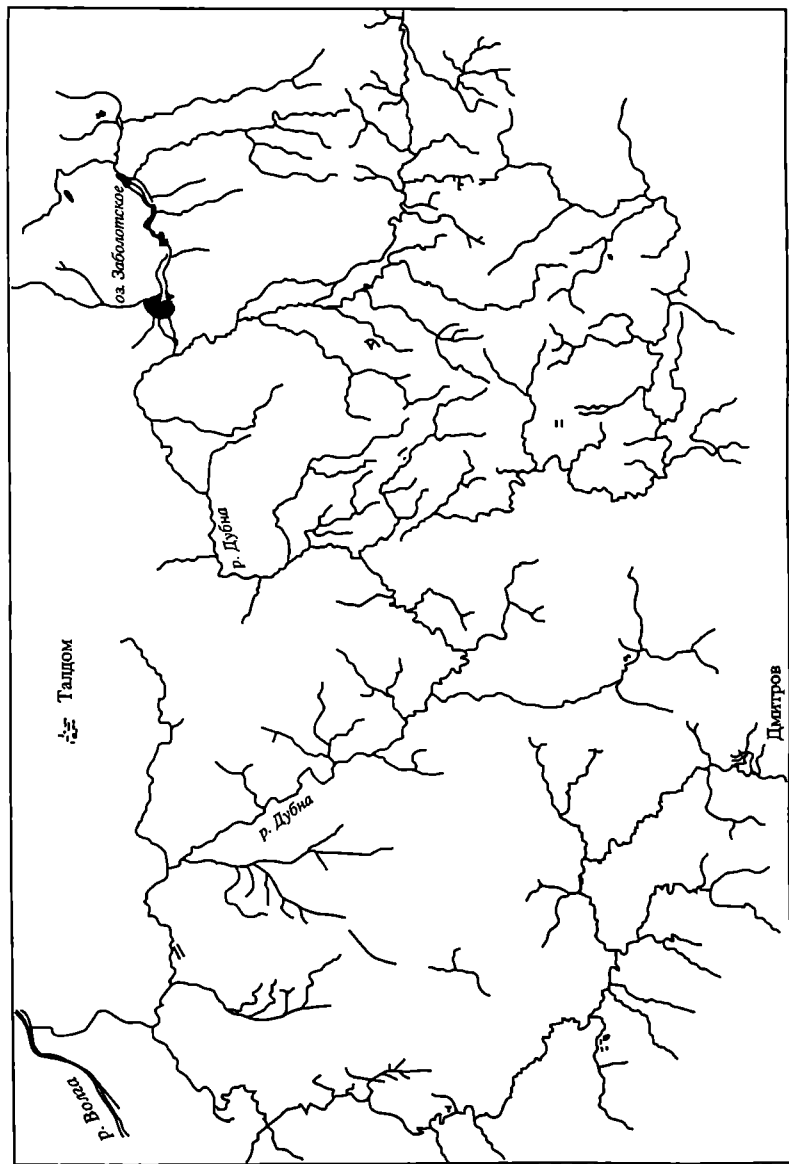 р. Волга
Талдом
оз. Заболотское
р. Дубна
р. Дубна
Дмитров